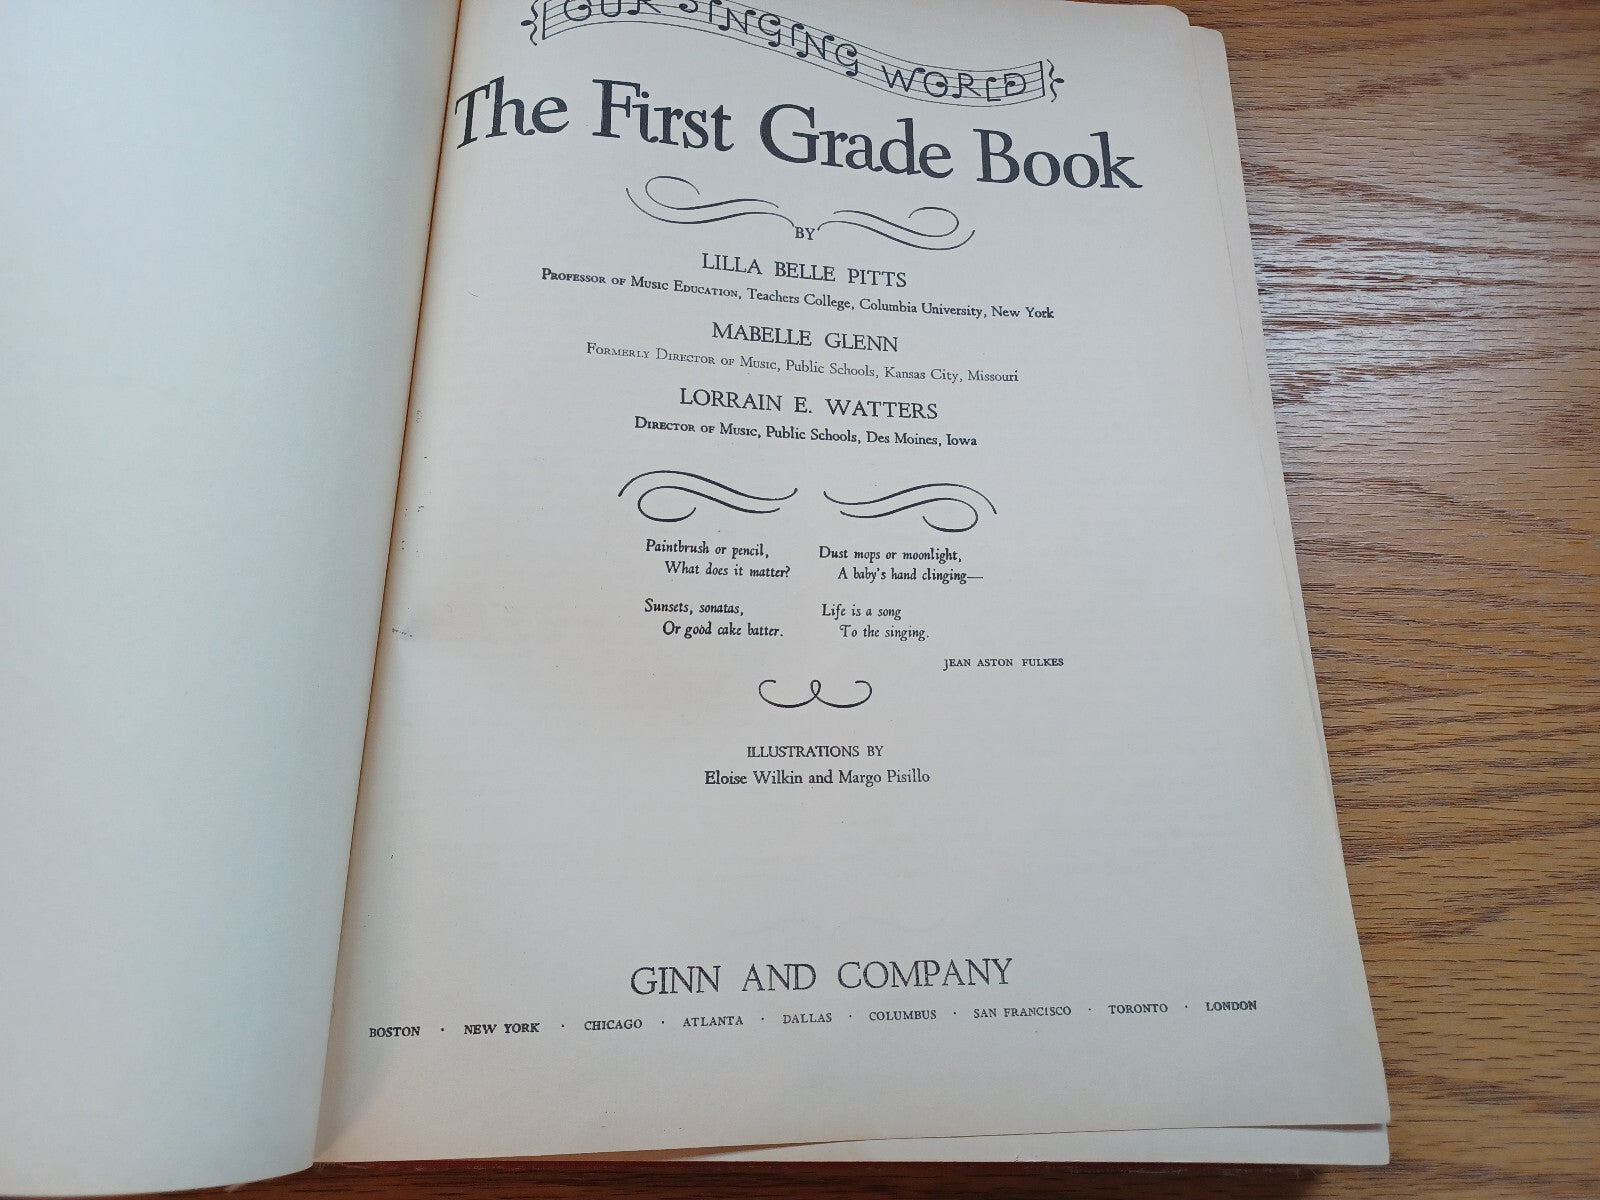 OUR SINGING WORLD
The First Grade Book
BY
LILLA BELLE PITTS
Professor of Music Education, Teachers College, Columbia University, New York
MABELLE GLENN
Formerly Director of Music, Public Schools, Kansas City, Missouri
LORRAIN E. WATTERS
Director of Music, Public Schools, Des Moines, Iowa
Paintbrush or pencil,
What does it matter?
Sunsets, sonatas,
Or good cake batter.
Dust mops or moonlight,
A baby's hand clinging—
Life is a song
To the singing.
JEAN ASTON FULKES
ILLUSTRATIONS BY
Eloise Wilkin and Margo Pisillo
GINN AND COMPANY
BOSTON · NEW YORK · CHICAGO · ATLANTA · DALLAS · COLUMBUS · SAN FRANCISCO · TORONTO · LONDON